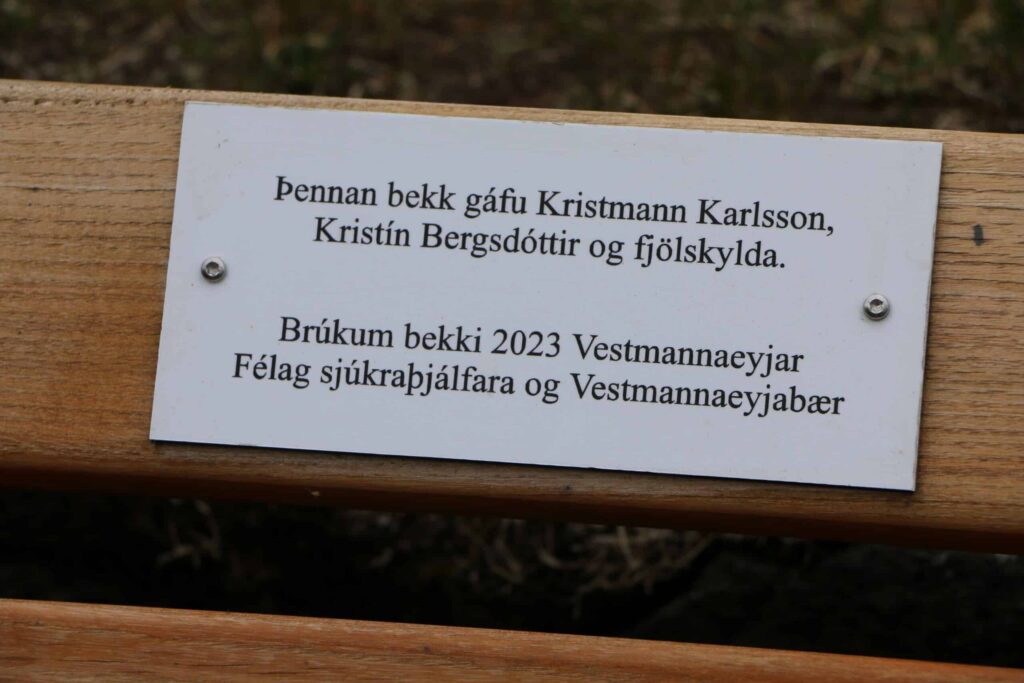 Þennan bekk gáfu Kristmann Karlsson,
Kristín Bergsdóttir og fjölskylda.
Brúkum bekki 2023 Vestmannaeyjar
Félag sjúkraþjálfara og Vestmannaeyjabær